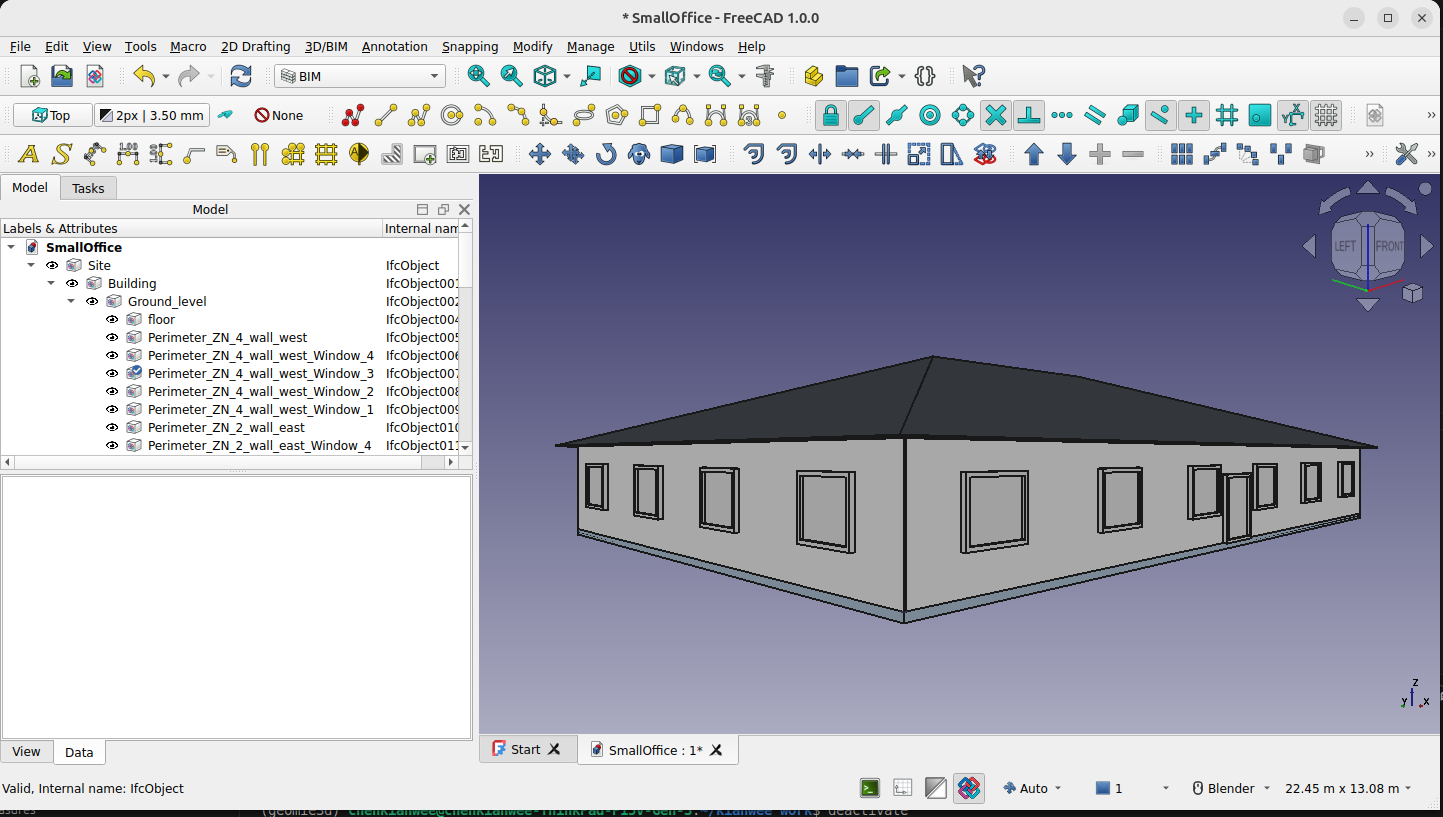 * SmallOffice - FreeCAD 1.0.0
File Edit View Tools Macro 2D Drafting 3D/BIM Annotation Snapping Modify Manage Utils Windows Help
BIM
Top 2px | 3.50 mm None
Model Tasks
Model
Labels & Attributes Internal nam
SmallOffice
Site IfcObject
Building IfcObject001
Ground_level IfcObject002
floor IfcObject004
Perimeter_ZN_4_wall_west IfcObject005
Perimeter_ZN_4_wall_west_Window_4 IfcObject006
Perimeter_ZN_4_wall_west_Window_3 IfcObject007
Perimeter_ZN_4_wall_west_Window_2 IfcObject008
Perimeter_ZN_4_wall_west_Window_1 IfcObject009
Perimeter_ZN_2_wall_east IfcObject010
Perimeter_ZN_2_wall_east_Window_4 IfcObject011
LEFT FRONT
z
y x
View Data
Start SmallOffice : 1*
Valid, Internal name: IfcObject
Auto 1 Blender 22.45 m x 13.08 m